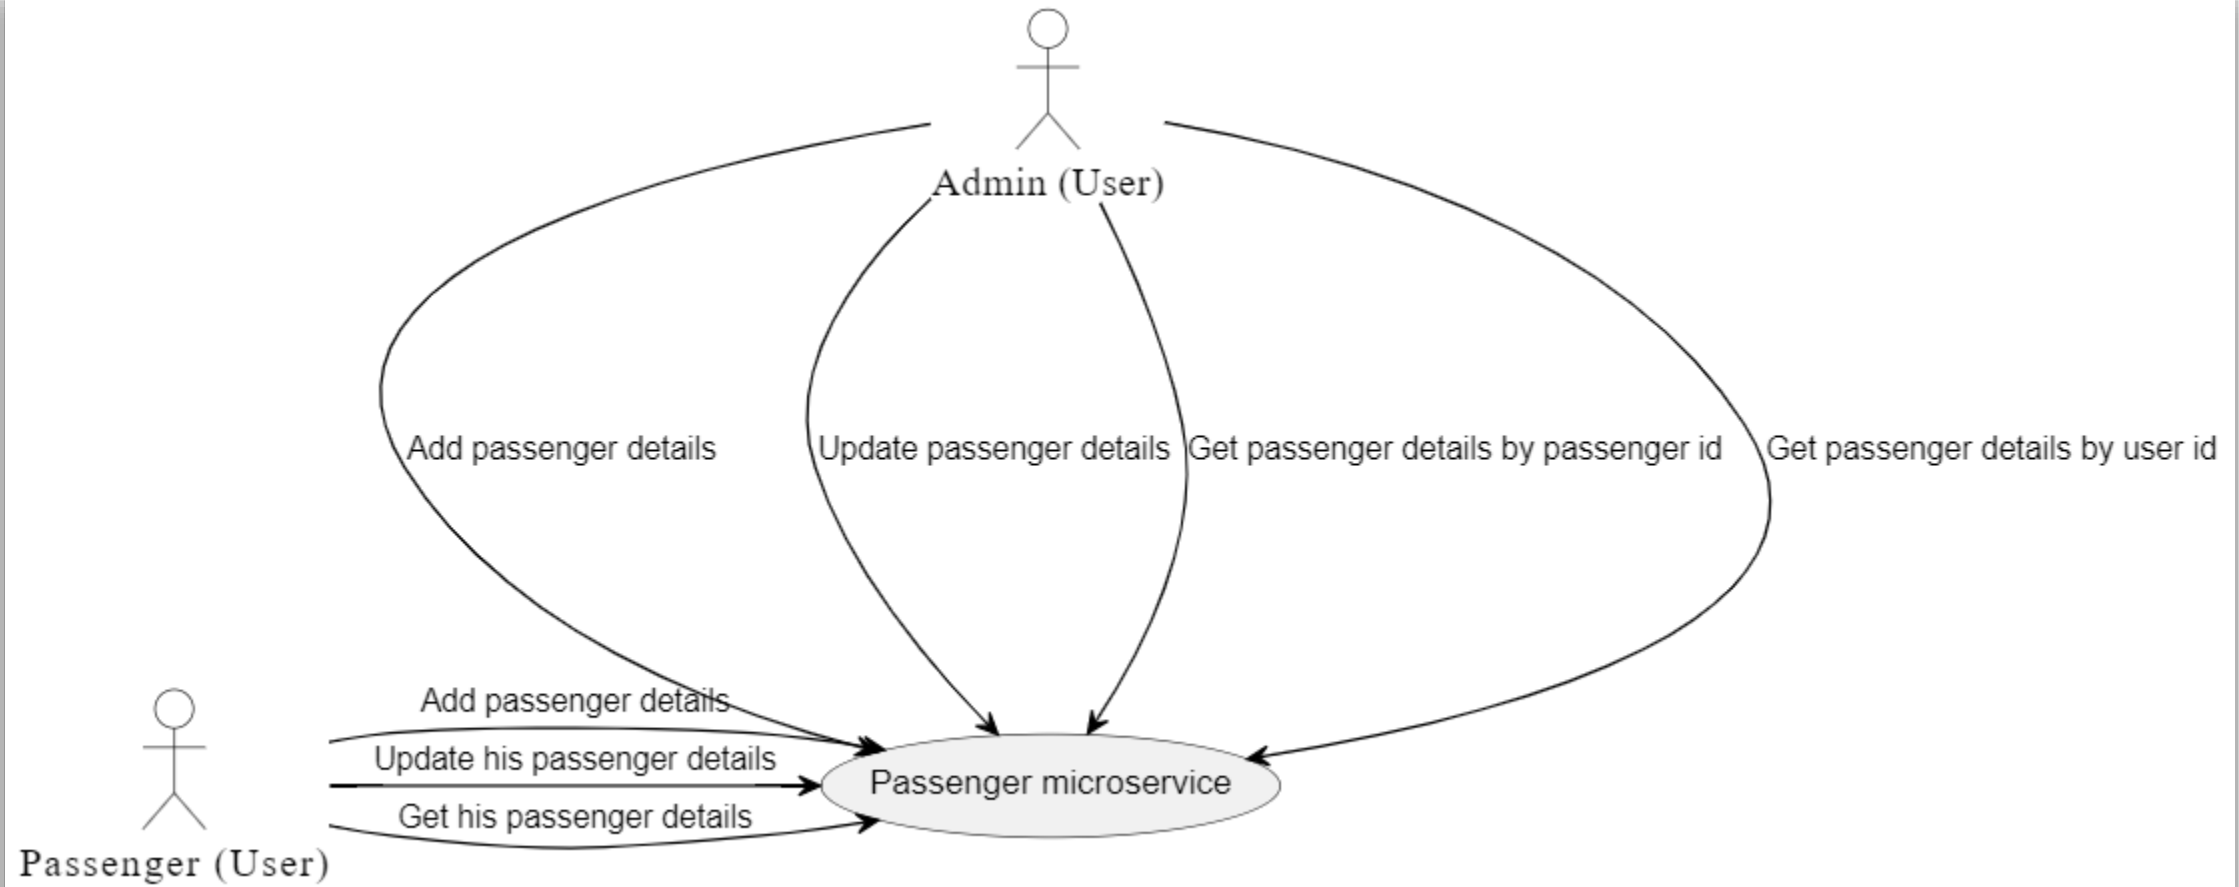 Admin (User)
Add passenger details
Update passenger details
Get passenger details by passenger id
Get passenger details by user id
Add passenger details
Update his passenger details
Get his passenger details
Passenger microservice
Passenger (User)